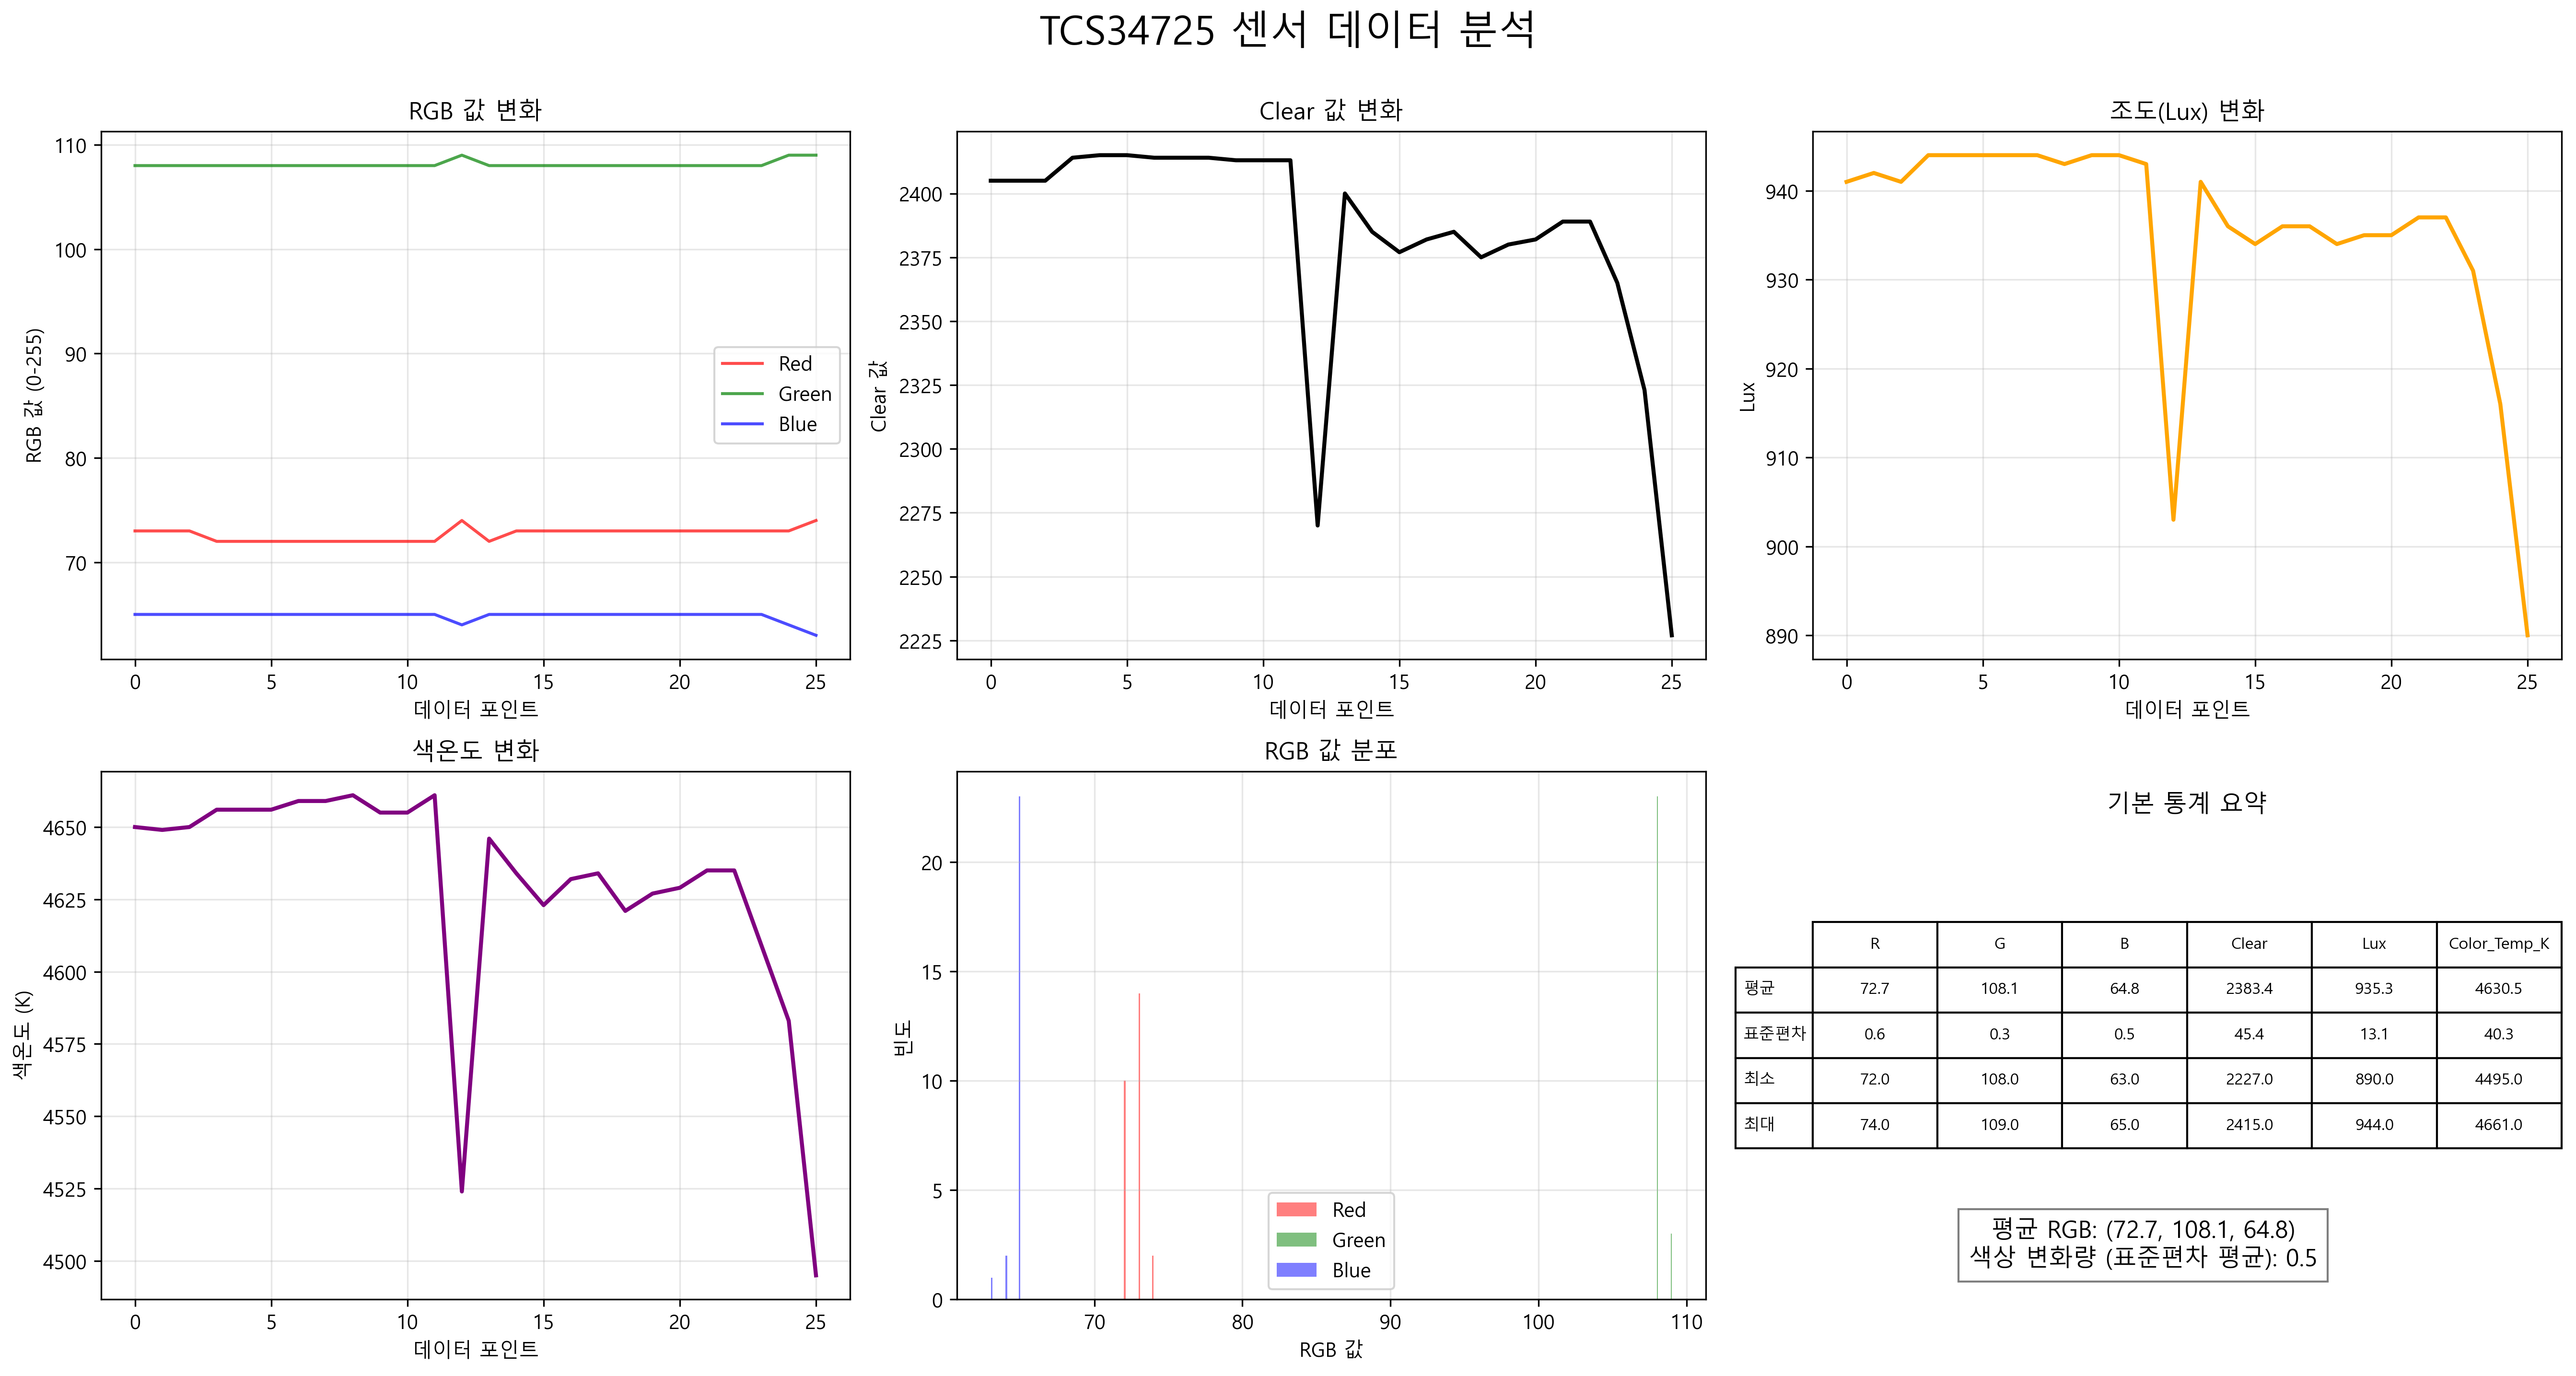 TCS34725 센서 데이터 분석
RGB 값 변화
RGB 값 (0-255)
110
100
90
80
70
Red
Green
Blue
0 5 10 15 20 25
데이터 포인트
Clear 값 변화
Clear 값
2400
2375
2350
2325
2300
2275
2250
2225
0 5 10 15 20 25
데이터 포인트
조도(Lux) 변화
Lux
940
930
920
910
900
890
0 5 10 15 20 25
데이터 포인트
색온도 변화
색온도 (K)
4650
4625
4600
4575
4550
4525
4500
0 5 10 15 20 25
데이터 포인트
RGB 값 분포
빈도
20
15
10
5
0
Red
Green
Blue
70 80 90 100 110
RGB 값
기본 통계 요약
R G B Clear Lux Color_Temp_K
평균 72.7 108.1 64.8 2383.4 935.3 4630.5
표준편차 0.6 0.3 0.5 45.4 13.1 40.3
최소 72.0 108.0 63.0 2227.0 890.0 4495.0
최대 74.0 109.0 65.0 2415.0 944.0 4661.0
평균 RGB: (72.7, 108.1, 64.8)
색상 변화량 (표준편차 평균): 0.5